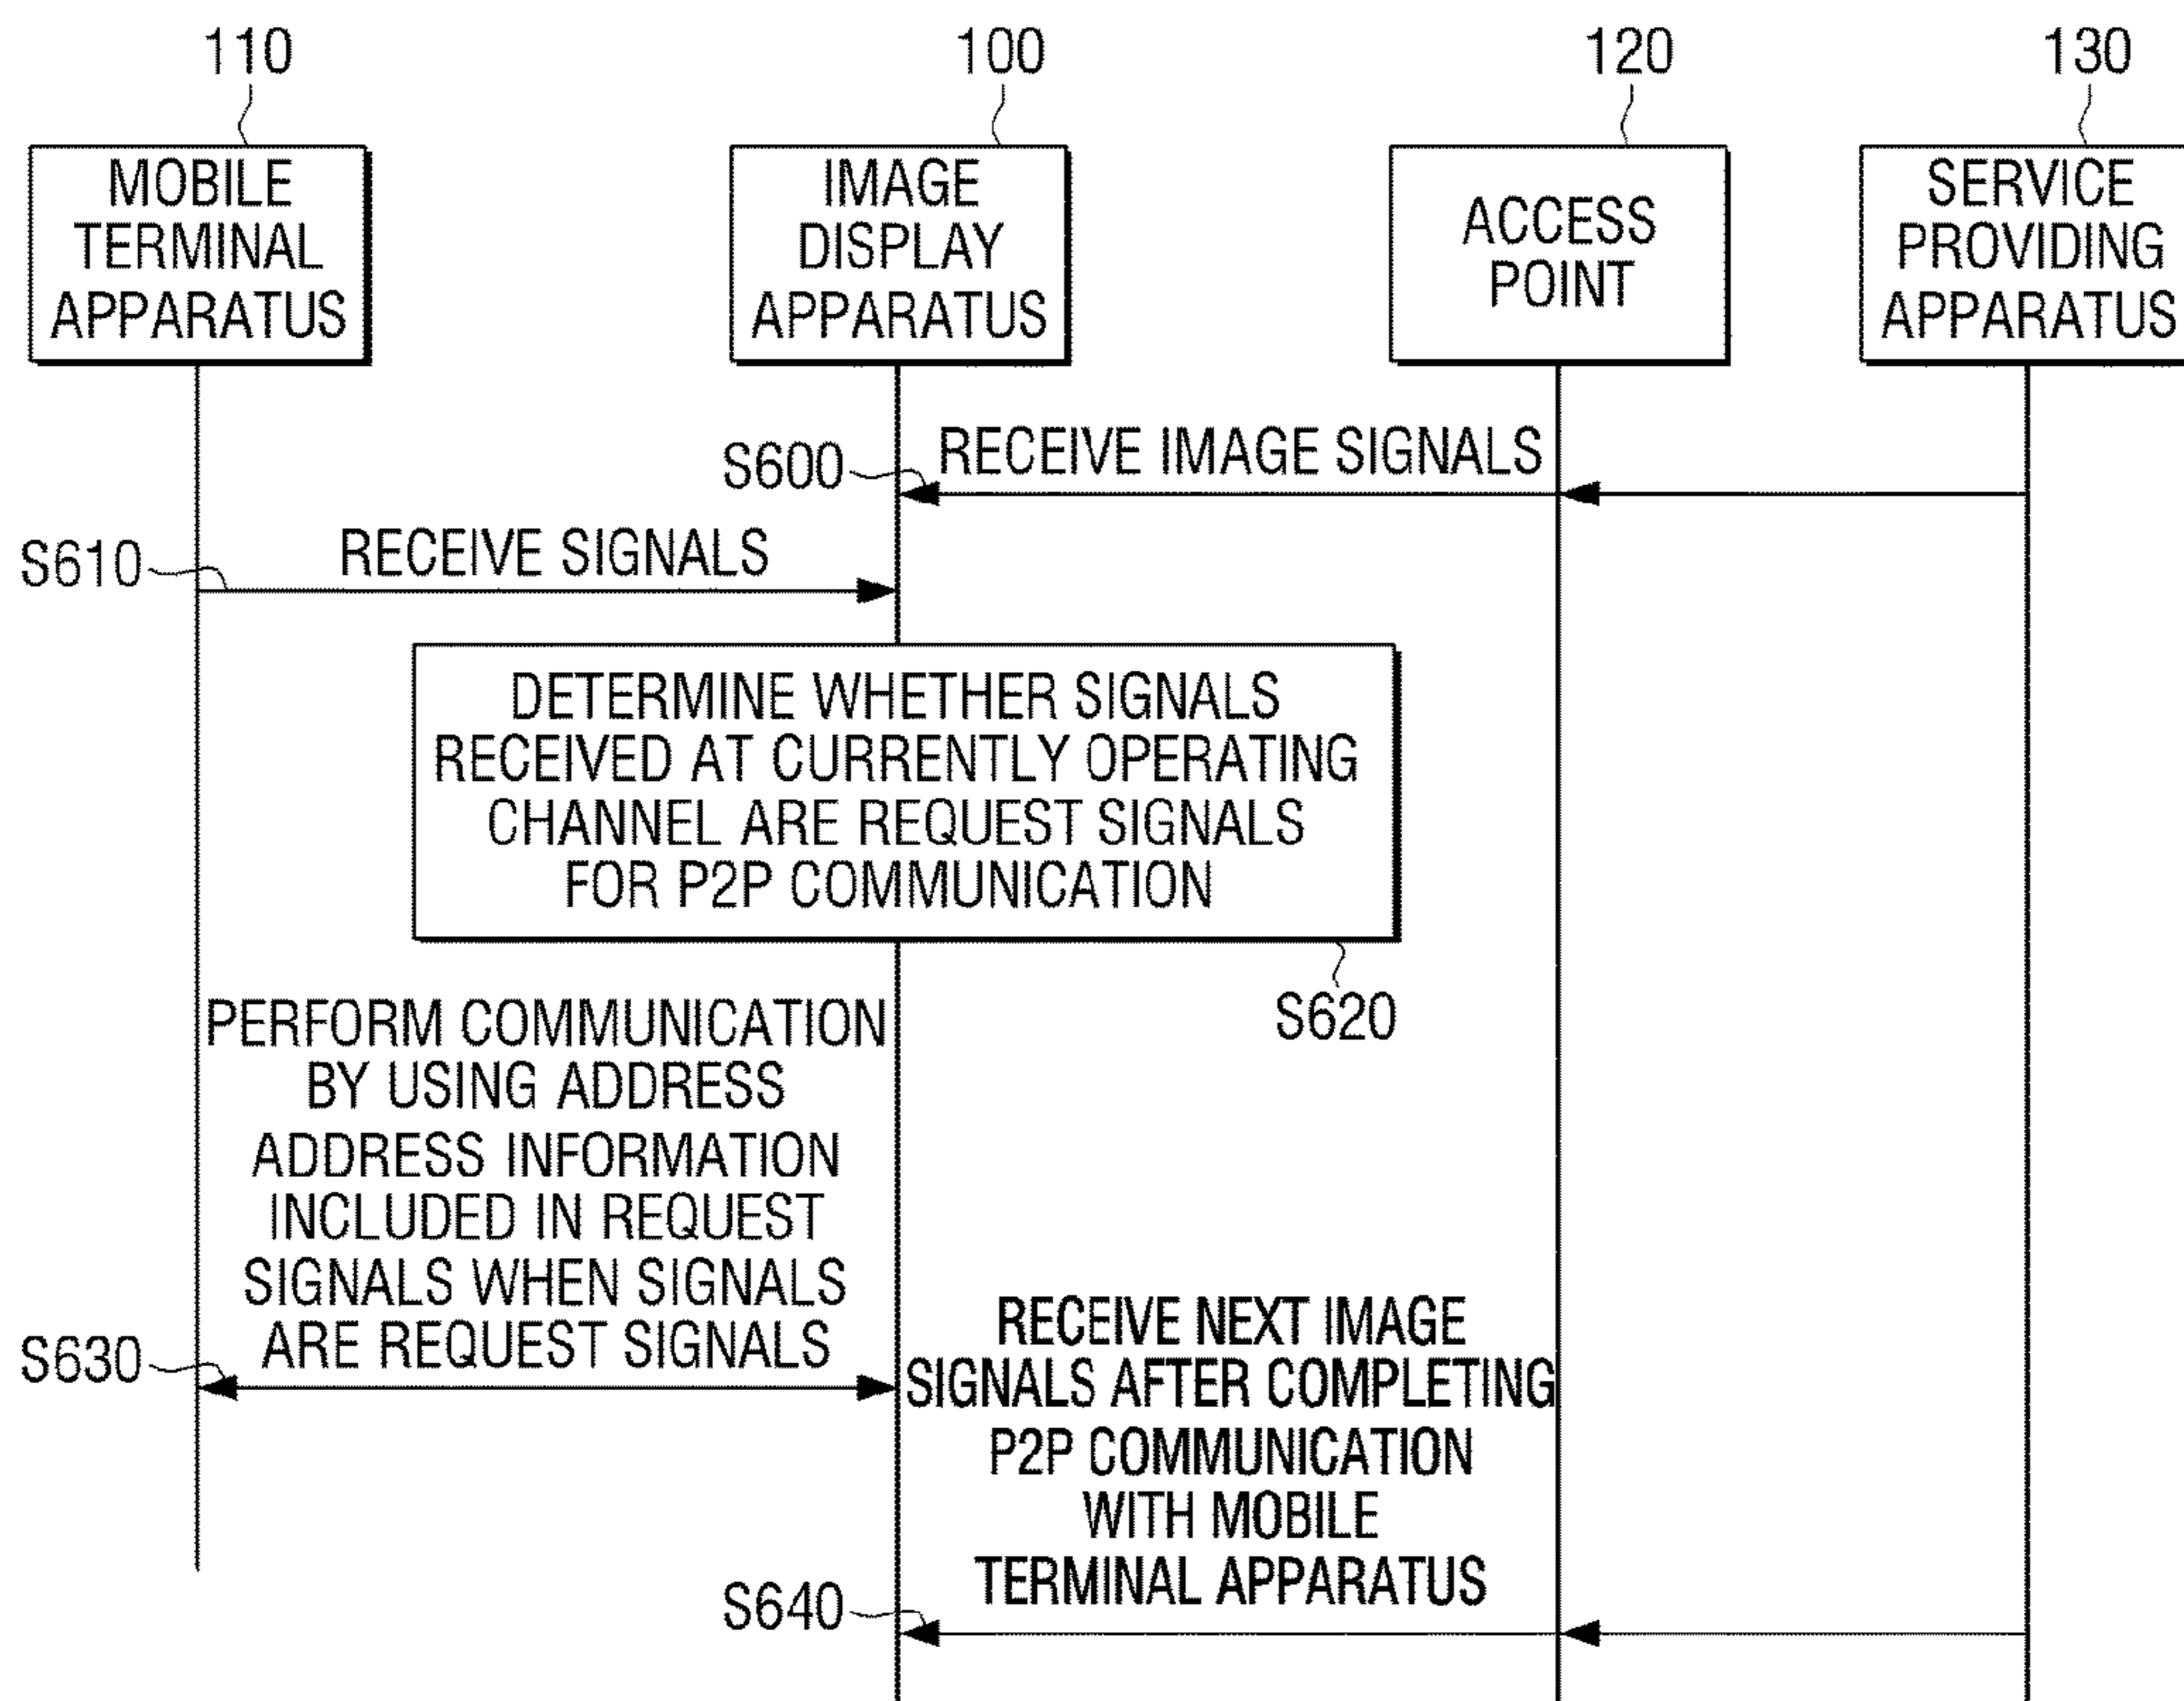 110
100
120
130
MOBILE
TERMINAL
APPARATUS
IMAGE
DISPLAY
APPARATUS
ACCESS
POINT
SERVICE
PROVIDING
APPARATUS
S600
RECEIVE IMAGE SIGNALS
S610
RECEIVE SIGNALS
DETERMINE WHETHER SIGNALS
RECEIVED AT CURRENTLY OPERATING
CHANNEL ARE REQUEST SIGNALS
FOR P2P COMMUNICATION
S620
PERFORM COMMUNICATION
BY USING ADDRESS
ADDRESS INFORMATION
INCLUDED IN REQUEST
SIGNALS WHEN SIGNALS
ARE REQUEST SIGNALS
S630
RECEIVE NEXT IMAGE
SIGNALS AFTER COMPLETING
P2P COMMUNICATION
WITH MOBILE
TERMINAL APPARATUS
S640